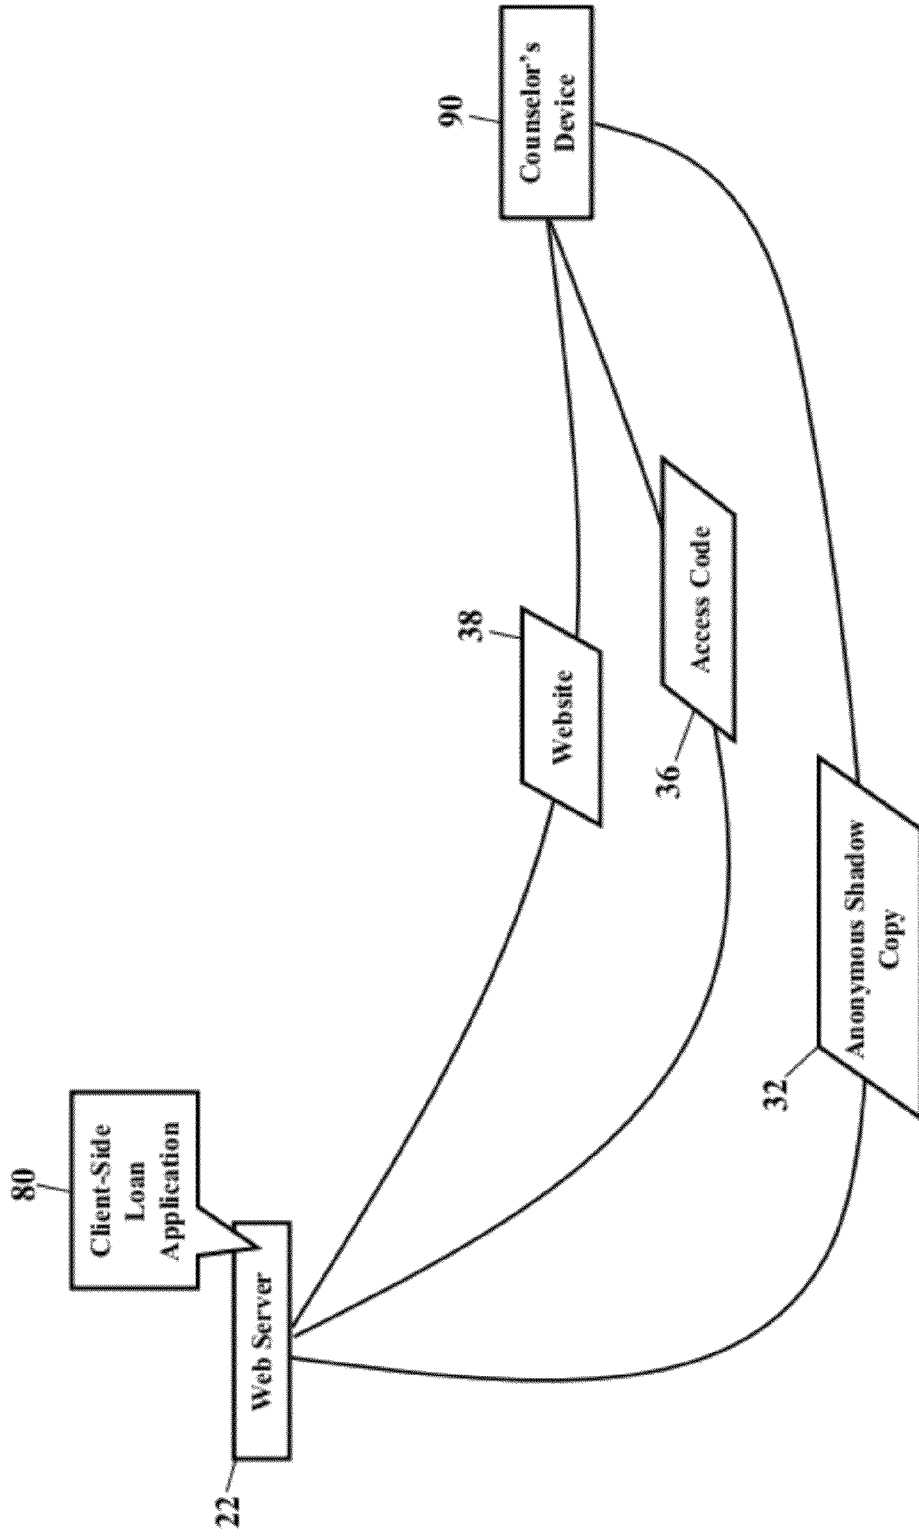 80
Client-Side
Loan
Application
22
Web Server
38
Website
36
Access Code
32
Anonymous Shadow
Copy
90
Counselor's
Device